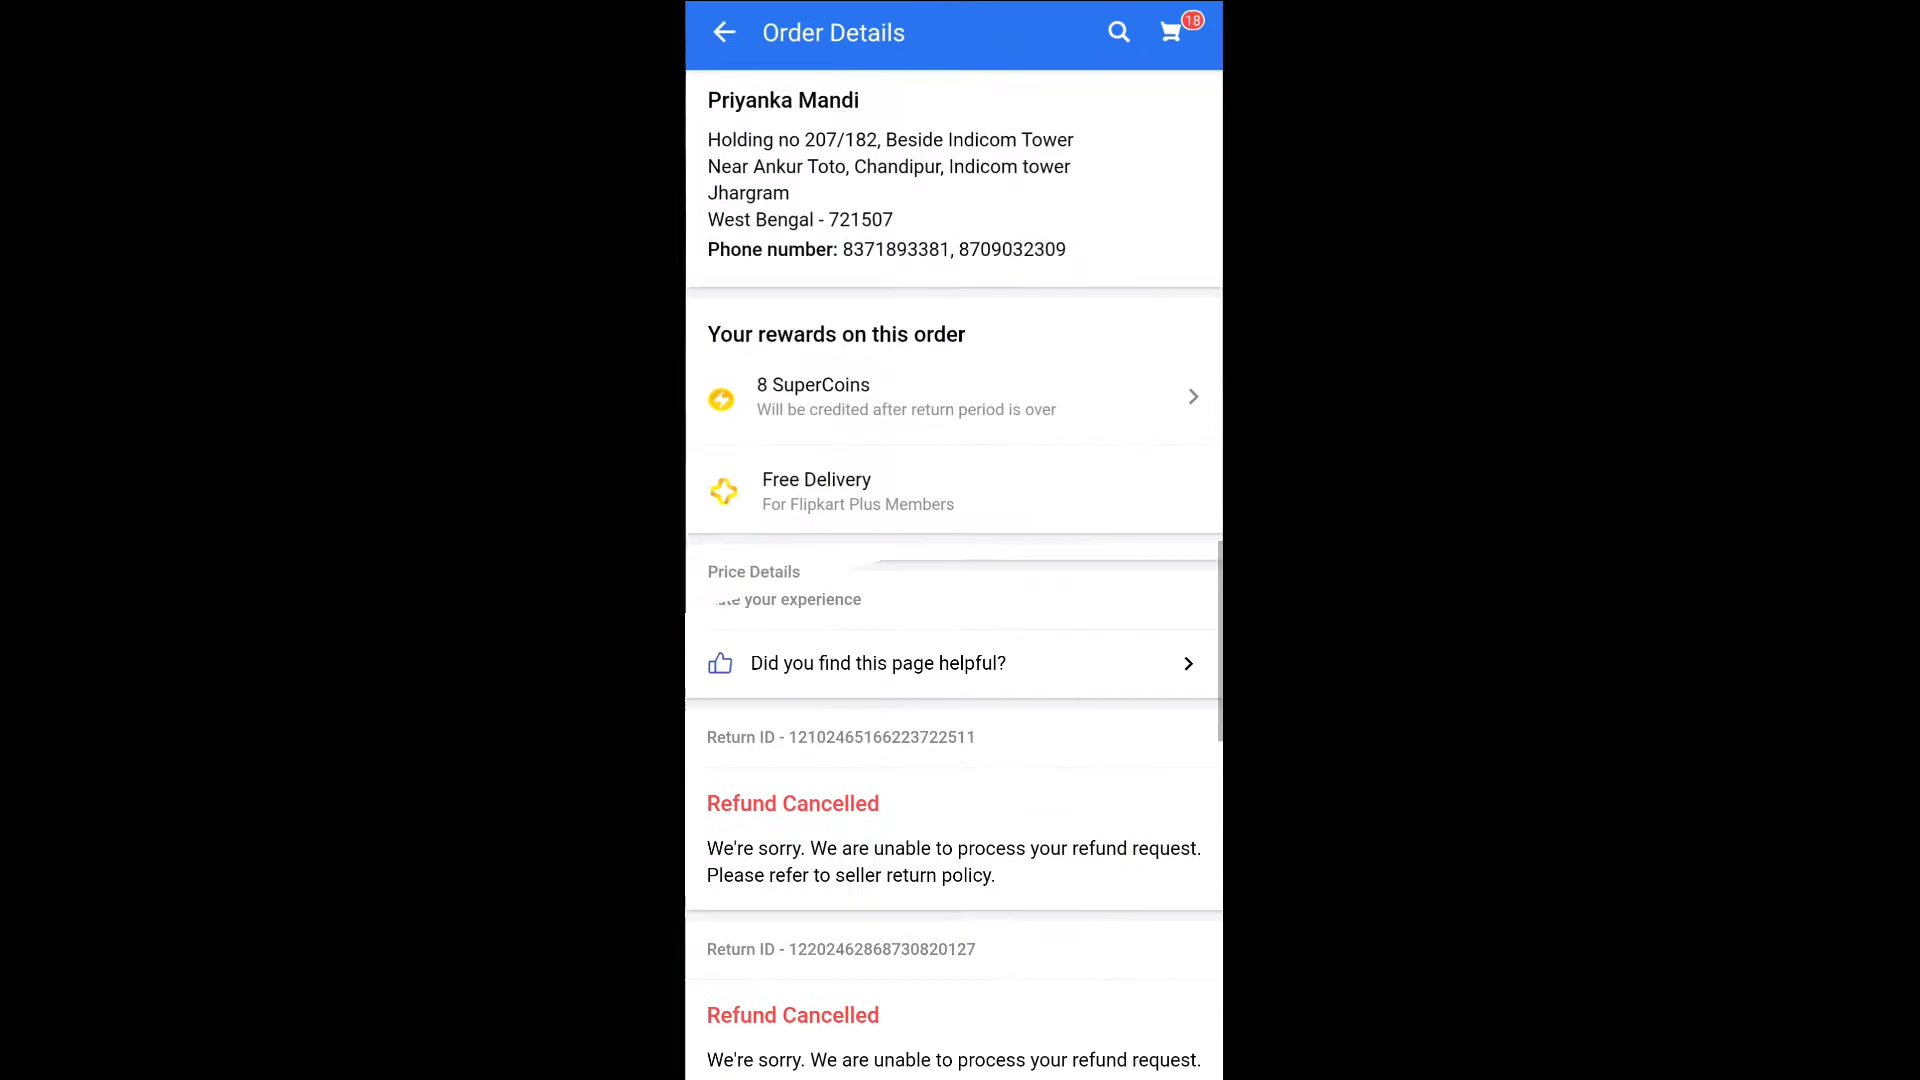 Order Details
18
Priyanka Mandi
Holding no 207/182, Beside Indicom Tower
Near Ankur Toto, Chandipur, Indicom tower
Jhargram
West Bengal - 721507
Phone number: 8371893381, 8709032309
Your rewards on this order
8 SuperCoins
Will be credited after return period is over
Free Delivery
For Flipkart Plus Members
Price Details
your experience
Did you find this page helpful?
Return ID - 12102465166223722511
Refund Cancelled
We're sorry. We are unable to process your refund request.
Please refer to seller return policy.
Return ID - 12202462868730820127
Refund Cancelled
We're sorry. We are unable to process your refund request.